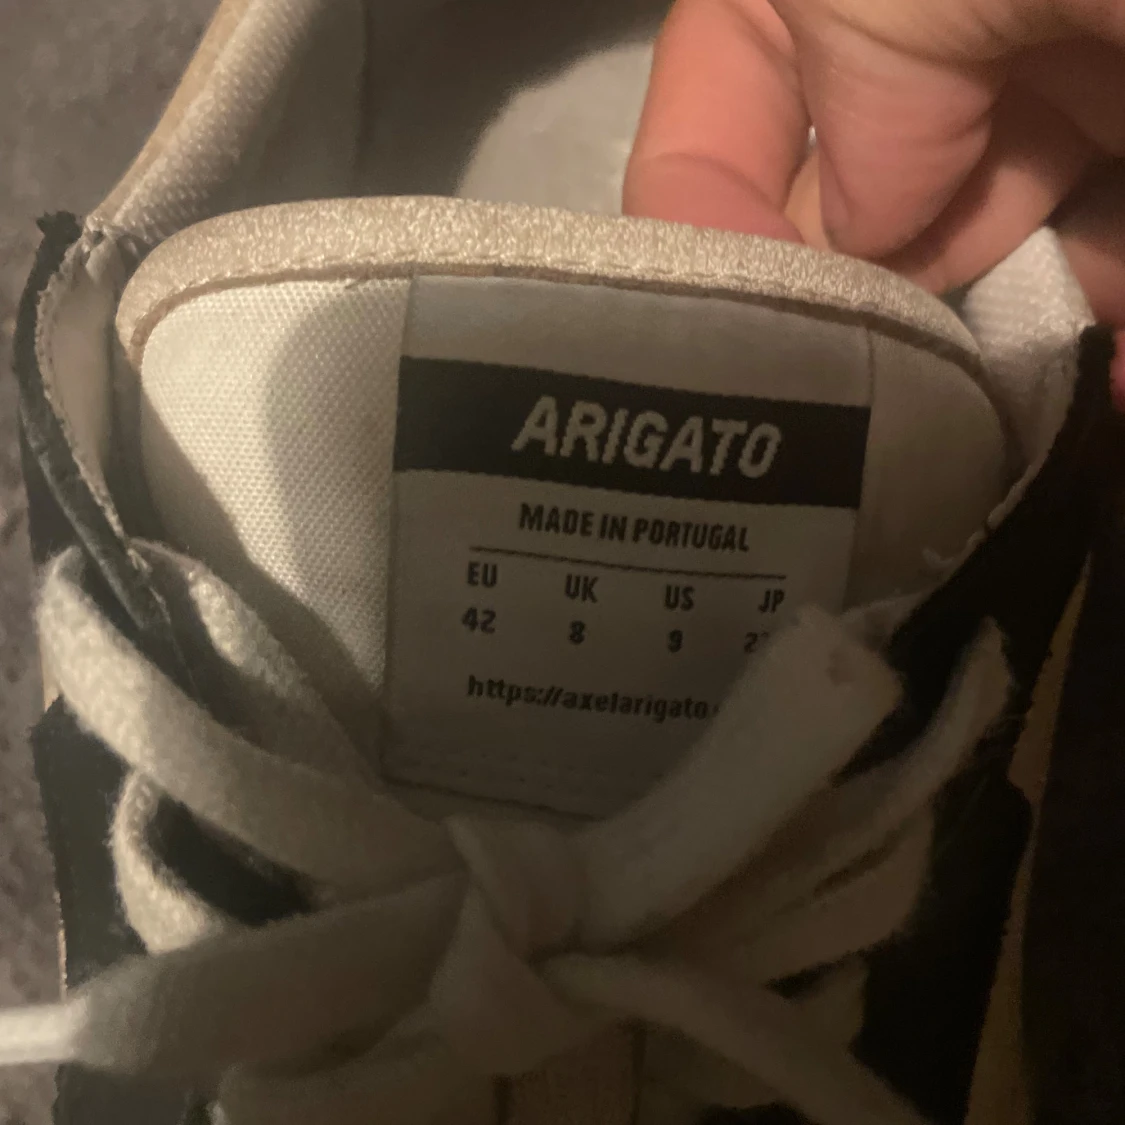 ARIGATO
MADE IN PORTUGAL
EU UK US JP
42 8 9
https://axelarigato